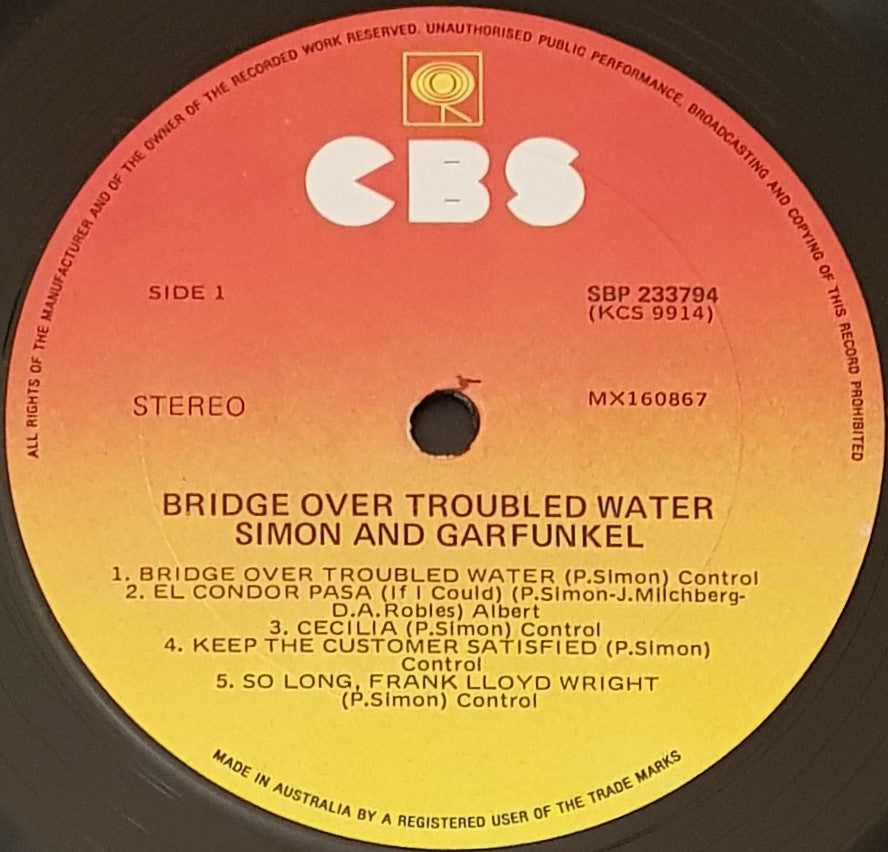 ALL RIGHTS OF THE MANUFACTURER AND OF THE OWNER OF THE RECORDED WORK RESERVED. UNAUTHORISED PUBLIC PERFORMANCE, BROADCASTING AND COPYING OF THIS RECORD PROHIBITED
CBS
SIDE 1
SBP 233794
(KCS 9914)
STEREO
MX160867
BRIDGE OVER TROUBLED WATER
SIMON AND GARFUNKEL
1. BRIDGE OVER TROUBLED WATER (P.Simon) Control
2. EL CONDOR PASA (If I Could) (P.Simon-J.Milchberg-
D.A.Robles) Albert
3. CECILIA (P.Simon) Control
4. KEEP THE CUSTOMER SATISFIED (P.Simon)
Control
5. SO LONG, FRANK LLOYD WRIGHT
(P.Simon) Control
MADE IN AUSTRALIA BY A REGISTERED USER OF THE TRADE MARKS